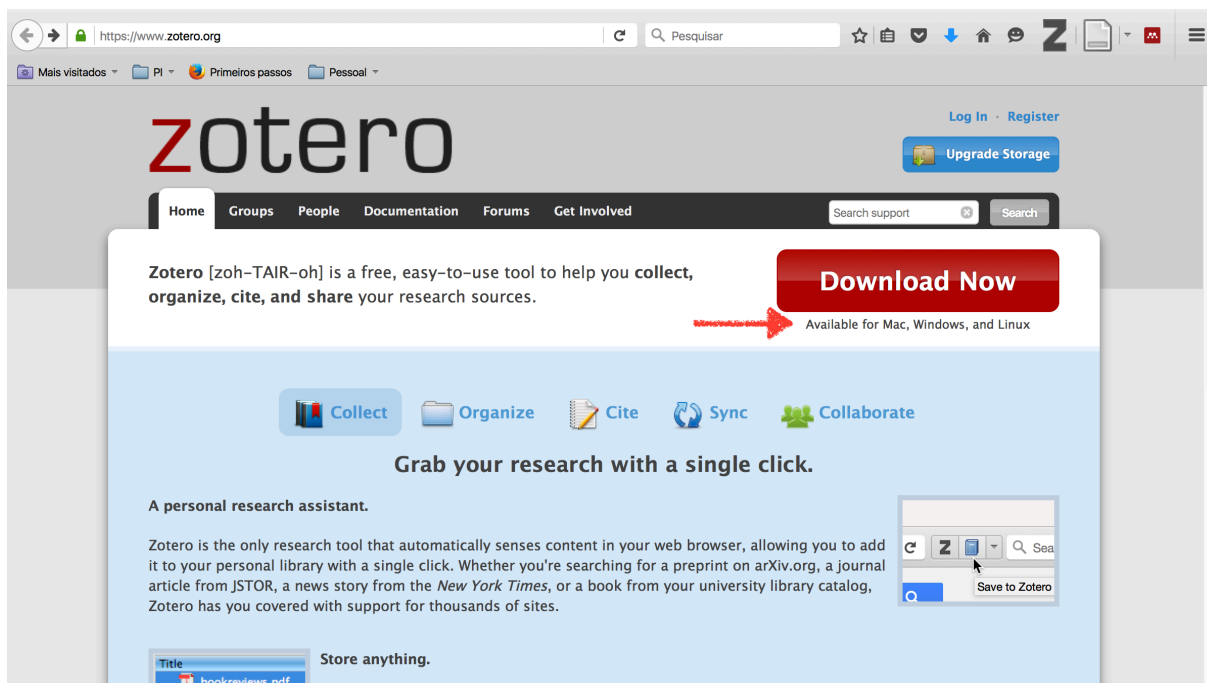 https://www.zotero.org
Pesquisar
Z
Mais visitados
PI
Primeiros passos
Pessoal
zotero
Log In · Register
Upgrade Storage
Home Groups People Documentation Forums Get Involved
Search support
Search
Zotero [zoh-TAIR-oh] is a free, easy-to-use tool to help you collect,
organize, cite, and share your research sources.
Download Now
Available for Mac, Windows, and Linux
Collect Organize Cite Sync Collaborate
Grab your research with a single click.
A personal research assistant.
Zotero is the only research tool that automatically senses content in your web browser, allowing you to add
it to your personal library with a single click. Whether you're searching for a preprint on arXiv.org, a journal
article from JSTOR, a news story from the New York Times, or a book from your university library catalog,
Zotero has you covered with support for thousands of sites.
Z
Sea
Save to Zotero
Store anything.
Title
bookreviews.pdf